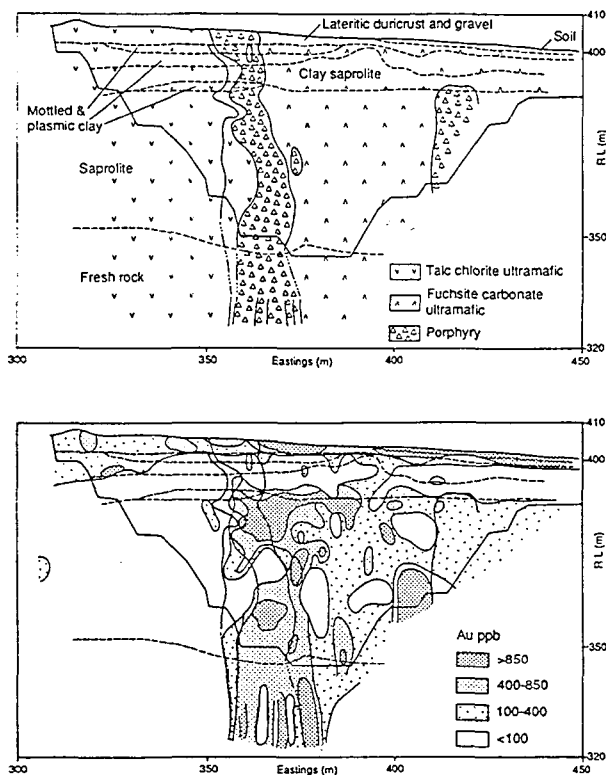 410
Lateritic duricrust and gravel
Soil
400
Clay saprolite
Mottled &
plasmic clay
Saprolite
RL (m)
350
Fresh rock
Talc chlorite ultramafic
Fuchsite carbonate
ultramafic
Porphyry
320
300
350
400
450
Eastings (m)
410
400
RL (m)
350
Au ppb
>850
400-850
100-400
<100
320
300
350
400
450
Eastings (m)